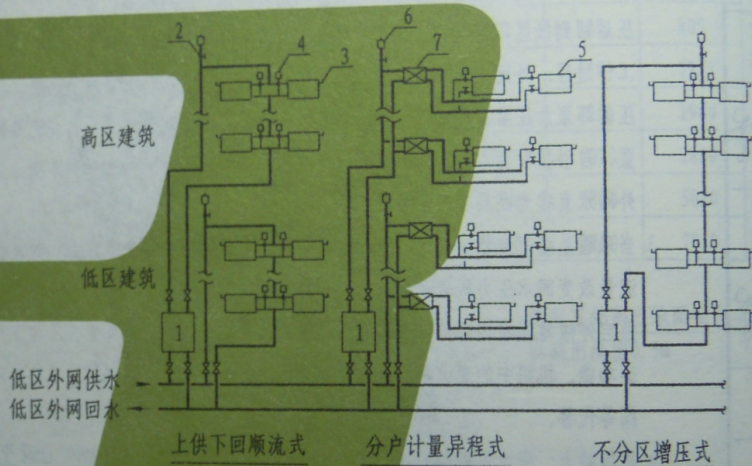 2
4
3
6
7
5
高区建筑
低区建筑
1
1
1
低区外网供水
低区外网回水
上供下回顺流式
分户计量异程式
不分区增压式